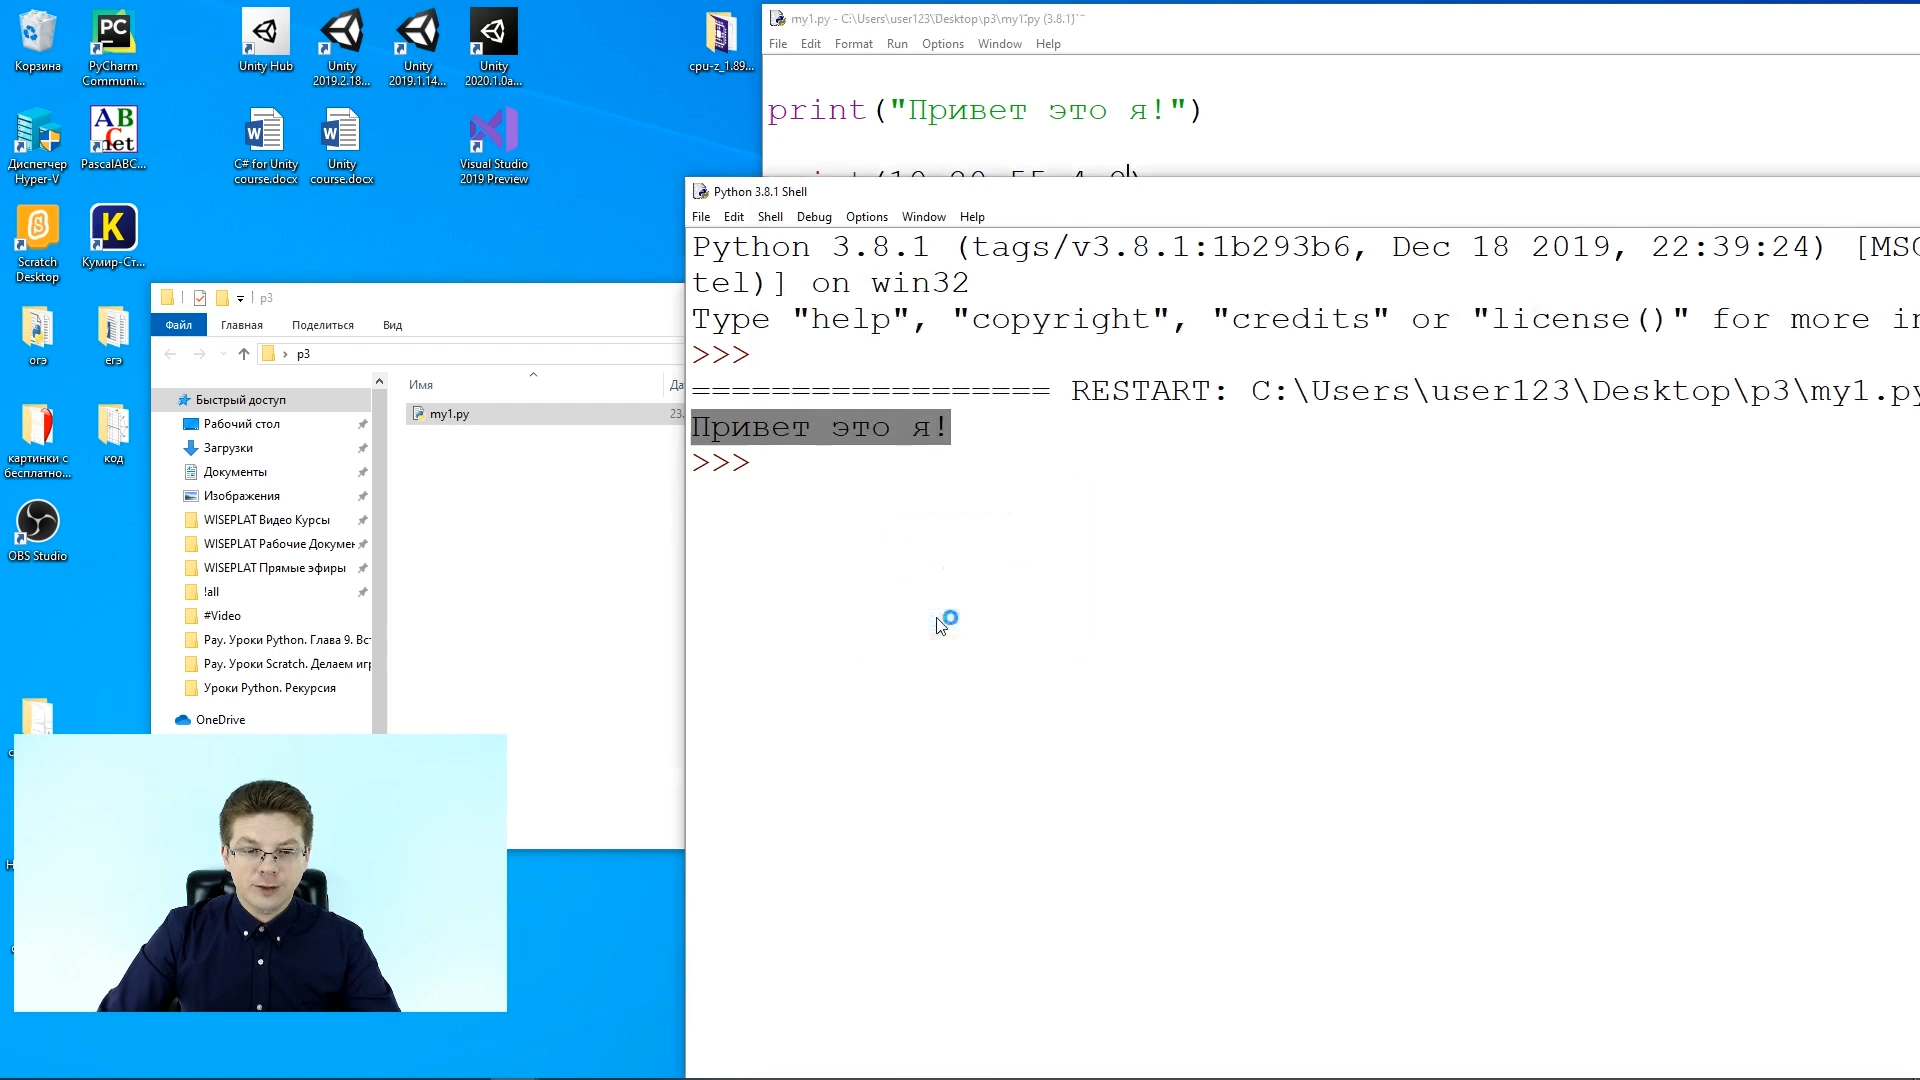 Корзина
PyCharm
Communi...
Unity Hub
Unity
2019.2.18...
Unity
2019.1.14...
Unity
2020.1.0a...
cpu-z_1.89...
Диспетчер
Hyper-V
PascalABC...
C# for Unity
course.docx
Unity
course.docx
Visual Studio
2019 Preview
Scratch
Desktop
Кумир-Ст...
огэ
егэ
картинки с
бесплатно...
код
OBS Studio
my1.py - C:\Users\user123\Desktop\p3\my1.py (3.8.1)
File Edit Format Run Options Window Help
print("Привет это я!")
Python 3.8.1 Shell
File Edit Shell Debug Options Window Help
Python 3.8.1 (tags/v3.8.1:1b293b6, Dec 18 2019, 22:39:24) [MSC
tel)] on win32
Type "help", "copyright", "credits" or "license()" for more in
>>>
================== RESTART: C:\Users\user123\Desktop\p3\my1.py
Привет это я!
>>>
p3
Файл Главная Поделиться Вид
p3
Имя
Да
my1.py
23.
Быстрый доступ
Рабочий стол
Загрузки
Документы
Изображения
WISEPLAT Видео Курсы
WISEPLAT Рабочие Докумен
WISEPLAT Прямые эфиры
!all
#Video
Рау. Уроки Python. Глава 9. Вс
Рау. Уроки Scratch. Делаем иг
Уроки Python. Рекурсия
OneDrive